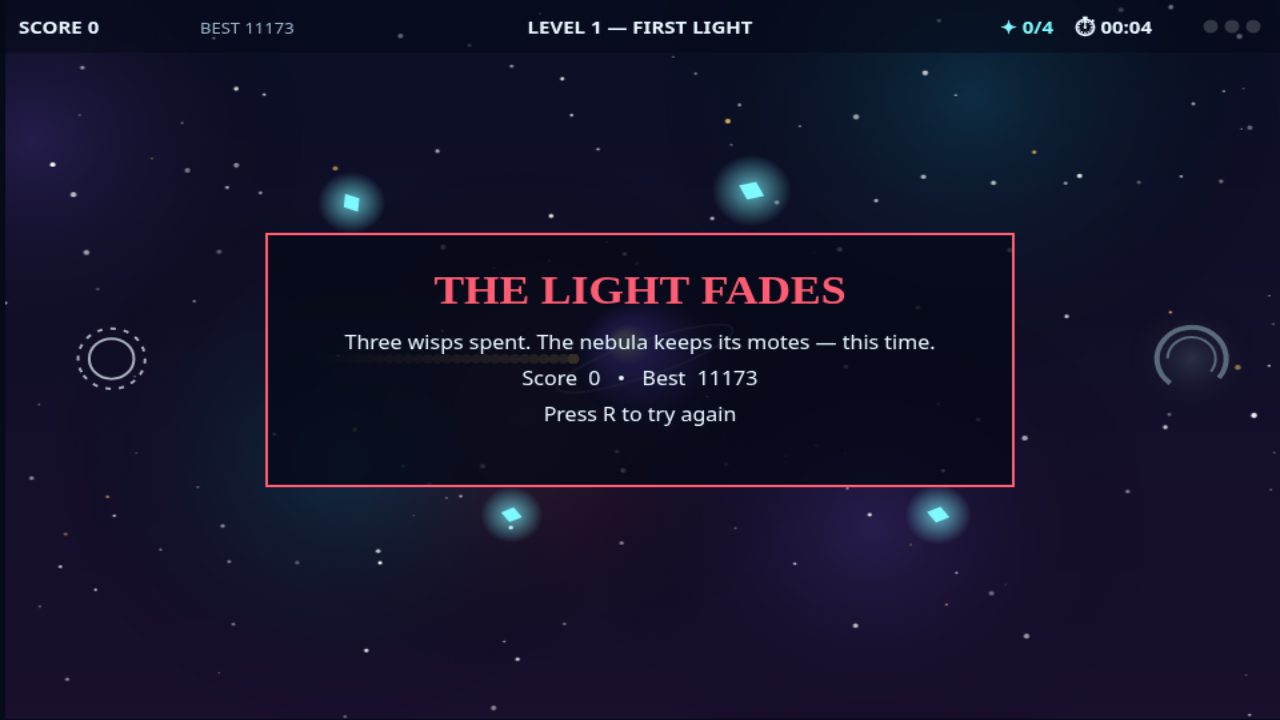 SCORE 0
BEST 11173
LEVEL 1 — FIRST LIGHT
✦ 0/4
⏱ 00:04
THE LIGHT FADES
Three wisps spent. The nebula keeps its motes — this time.
Score 0 • Best 11173
Press R to try again